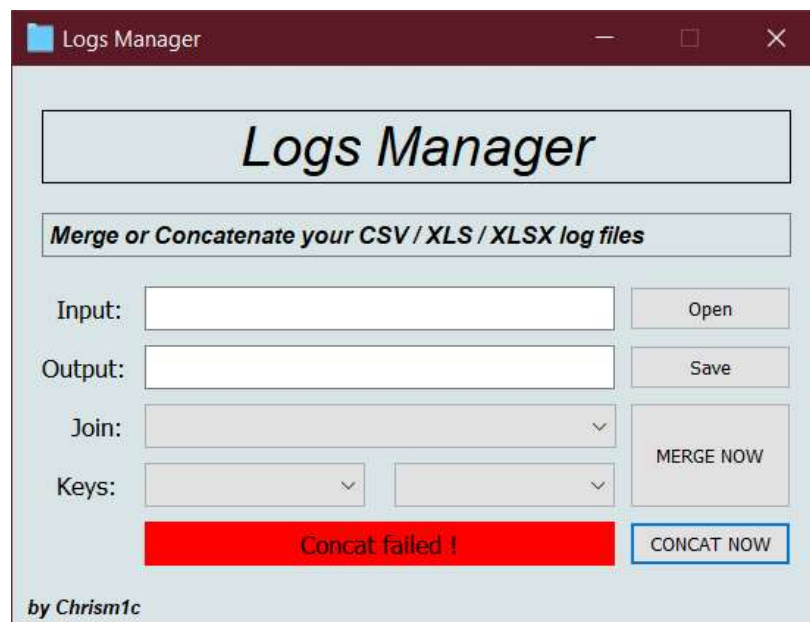 Logs Manager
Logs Manager
Merge or Concatenate your CSV / XLS / XLSX log files
Input:
Open
Output:
Save
Join:
MERGE NOW
Keys:
Concat failed !
CONCAT NOW
by Chrism1c